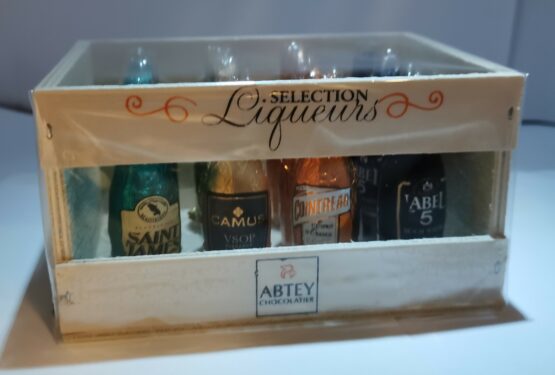 SELECTION
Liqueurs
SAINT
CAMUS
VSOP
COINTREAU
LABEL
5
ABTEY
CHOCOLATIER